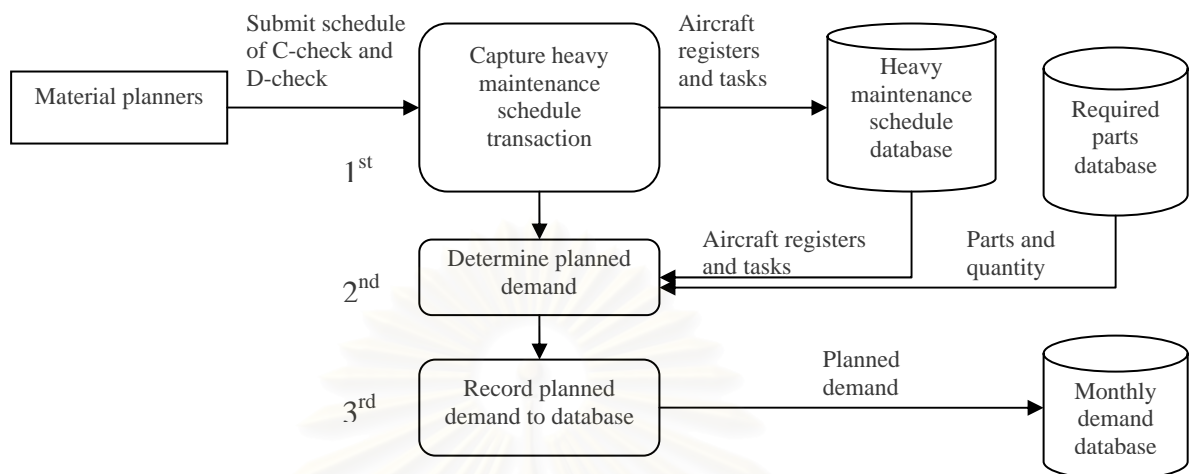 Submit schedule
of C-check and
D-check
Material planners
Capture heavy
maintenance
schedule
transaction
Aircraft
registers
and tasks
Heavy
maintenance
schedule
database
Required
parts
database
1st
Aircraft registers
and tasks
Parts and
quantity
Determine planned
demand
2nd
Record planned
demand to database
3rd
Planned
demand
Monthly
demand
database